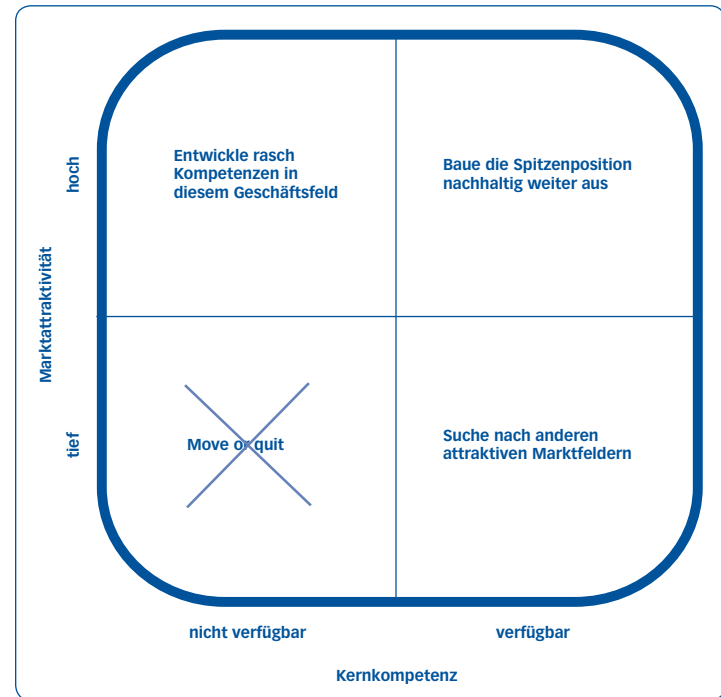 Entwickle rasch
Kompetenzen in
diesem Geschäftsfeld
Baue die Spitzenposition
nachhaltig weiter aus
hoch
Marktattraktivität
tief
Move or quit
Suche nach anderen
attraktiven Marktfeldern
nicht verfügbar
verfügbar
Kernkompetenz